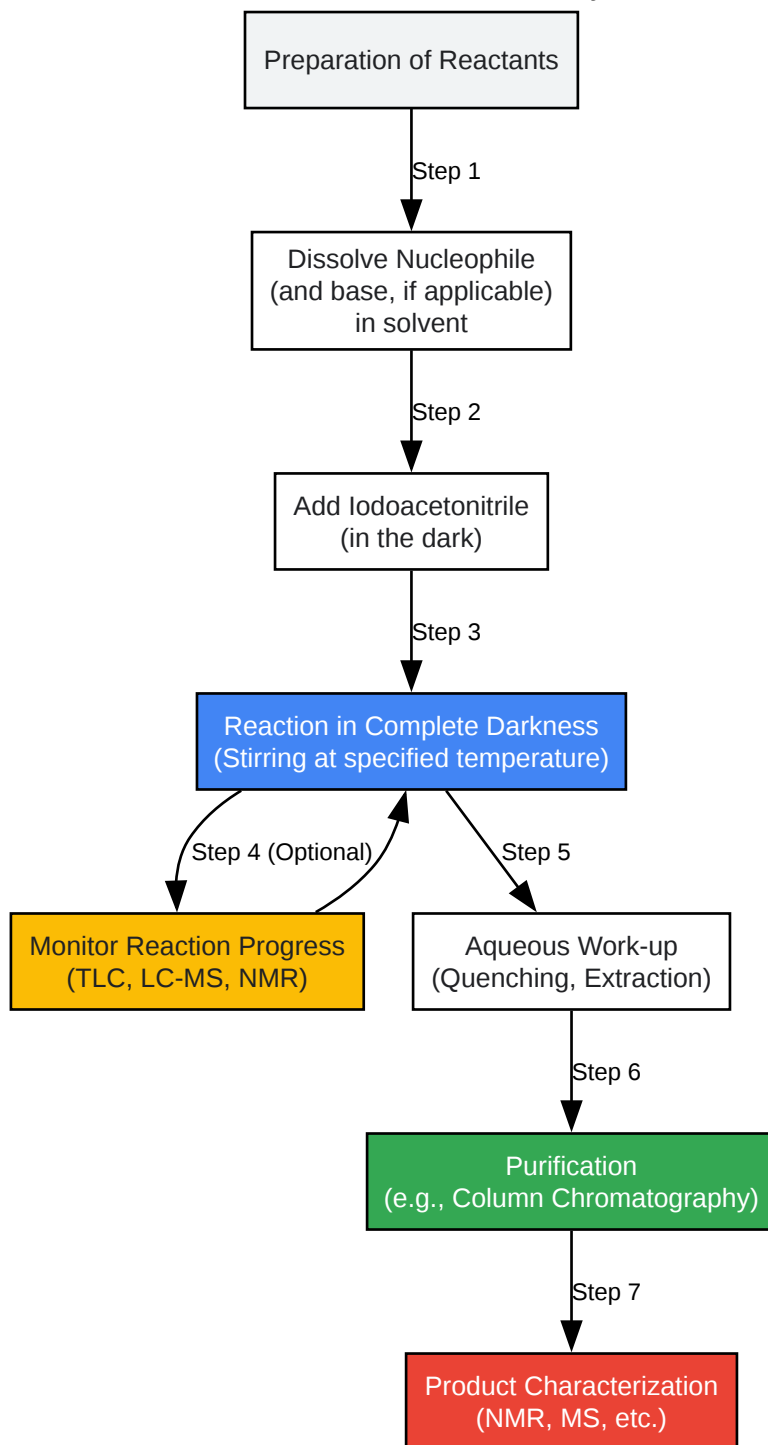 Preparation of Reactants
Step 1
Dissolve Nucleophile
(and base, if applicable)
in solvent
Step 2
Add Iodoacetonitrile
(in the dark)
Step 3
Reaction in Complete Darkness
(Stirring at specified temperature)
Step 4 (Optional)
Step 5
Monitor Reaction Progress
(TLC, LC-MS, NMR)
Aqueous Work-up
(Quenching, Extraction)
Step 6
Purification
(e.g., Column Chromatography)
Step 7
Product Characterization
(NMR, MS, etc.)